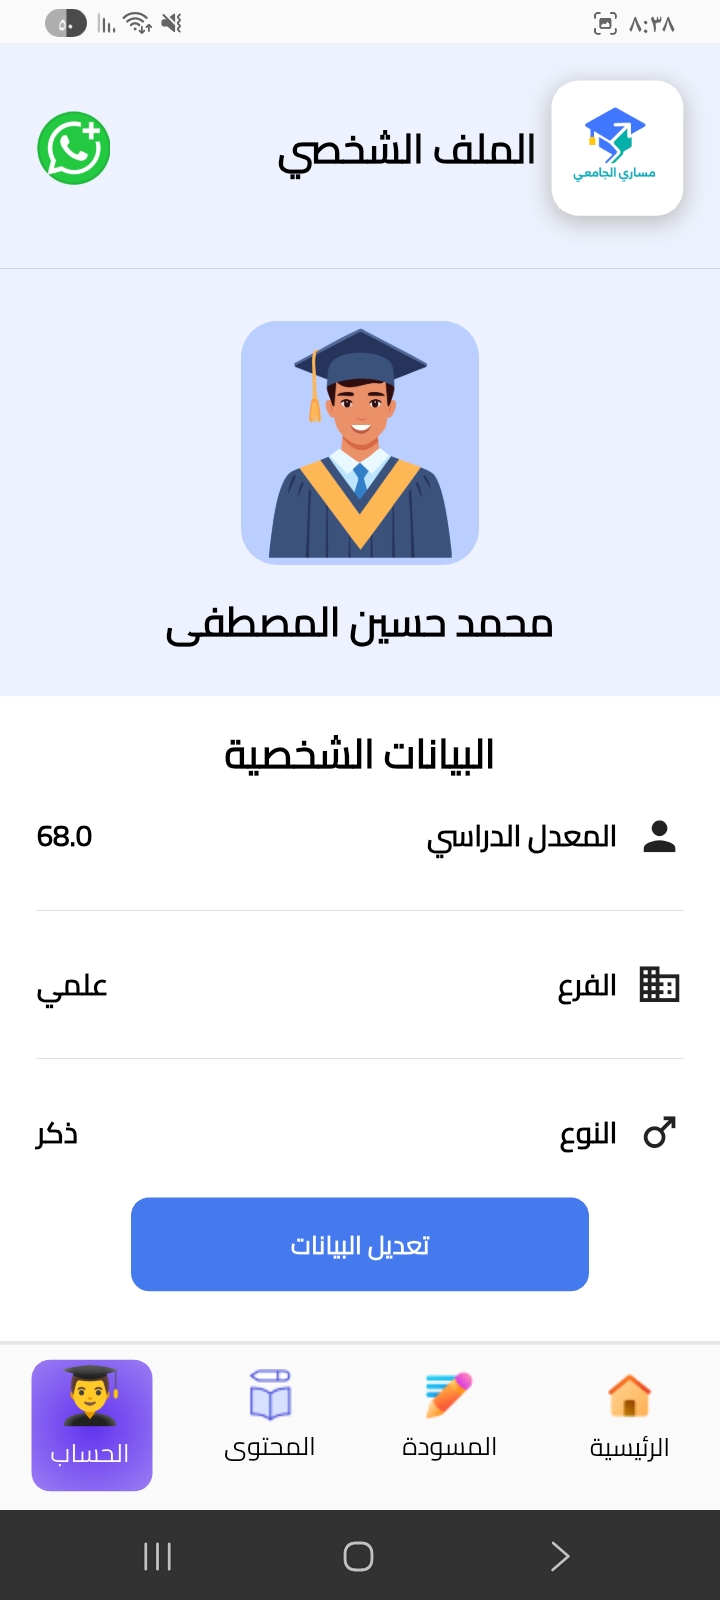 ٨:٣٨
٥٠
مساري الجامعي
الملف الشخصي
محمد حسين المصطفى
البيانات الشخصية
المعدل الدراسي 68.0
الفرع علمي
النوع ذكر
تعديل البيانات
الرئيسية المسودة المحتوى الحساب